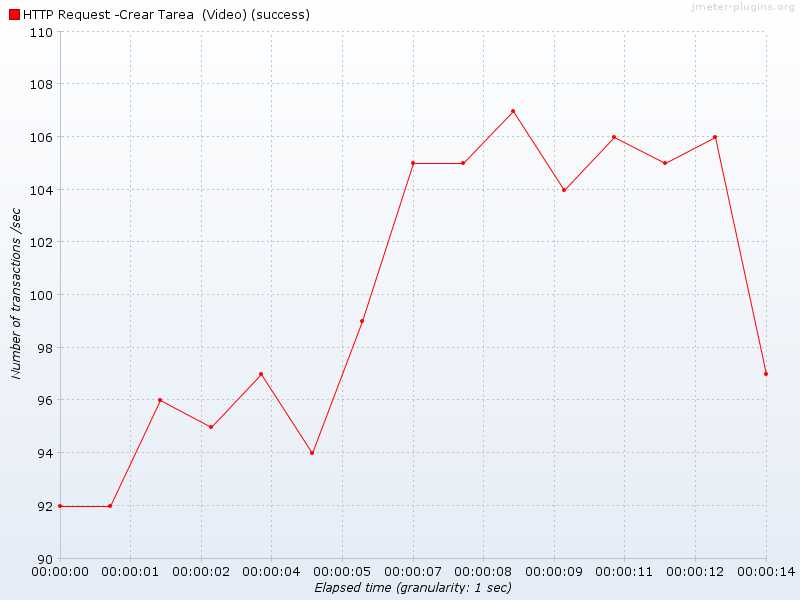 jmeter-plugins.org
HTTP Request -Crear Tarea  (Video) (success)
110
108
106
104
102
100
98
96
94
92
90
Number of transactions /sec
00:00:00 00:00:01 00:00:02 00:00:04 00:00:05 00:00:07 00:00:08 00:00:09 00:00:11 00:00:12 00:00:14
Elapsed time (granularity: 1 sec)